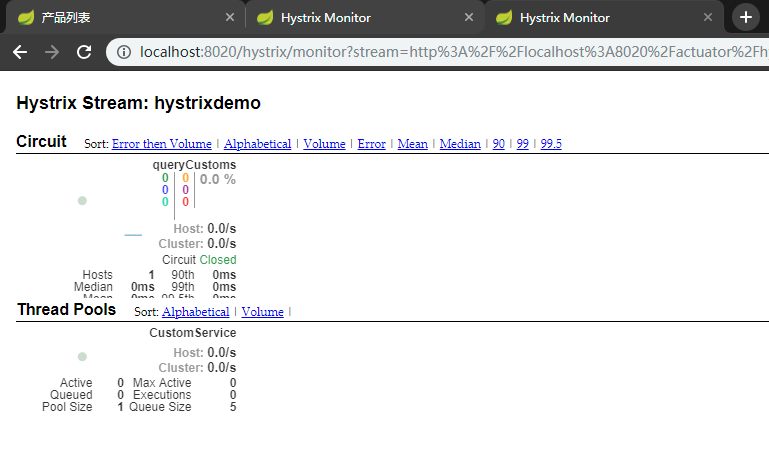 产品列表 Hystrix Monitor Hystrix Monitor
localhost:8020/hystrix/monitor?stream=http%3A%2F%2Flocalhost%3A8020%2Factuator%2Fh
Hystrix Stream: hystrixdemo
Circuit Sort: Error then Volume | Alphabetical | Volume | Error | Mean | Median | 90 | 99 | 99.5
queryCustoms
0 0 0.0 %
0 0
0 0
Host: 0.0/s
Cluster: 0.0/s
Circuit Closed
Hosts 1 90th 0ms
Median 0ms 99th 0ms
Mean 0ms 99.5th 0ms
Thread Pools Sort: Alphabetical | Volume |
CustomService
Host: 0.0/s
Cluster: 0.0/s
Active 0 Max Active 0
Queued 0 Executions 0
Pool Size 1 Queue Size 5